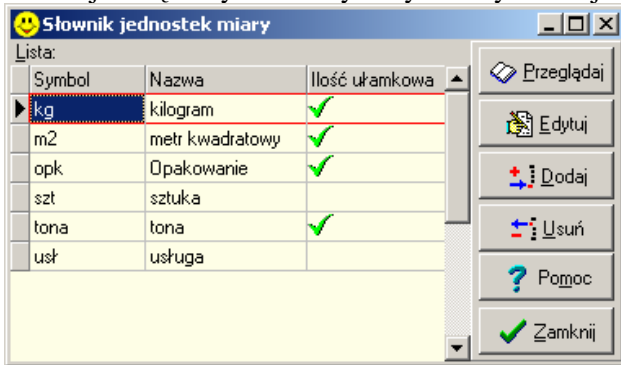 Słownik jednostek miary
Lista:
Symbol Nazwa Ilość ułamkowa
kg kilogram
m2 metr kwadratowy
opk Opakowanie
szt sztuka
tona tona
usł usługa
Przeglądaj
Edytuj
Dodaj
Usuń
Pomoc
Zamknij